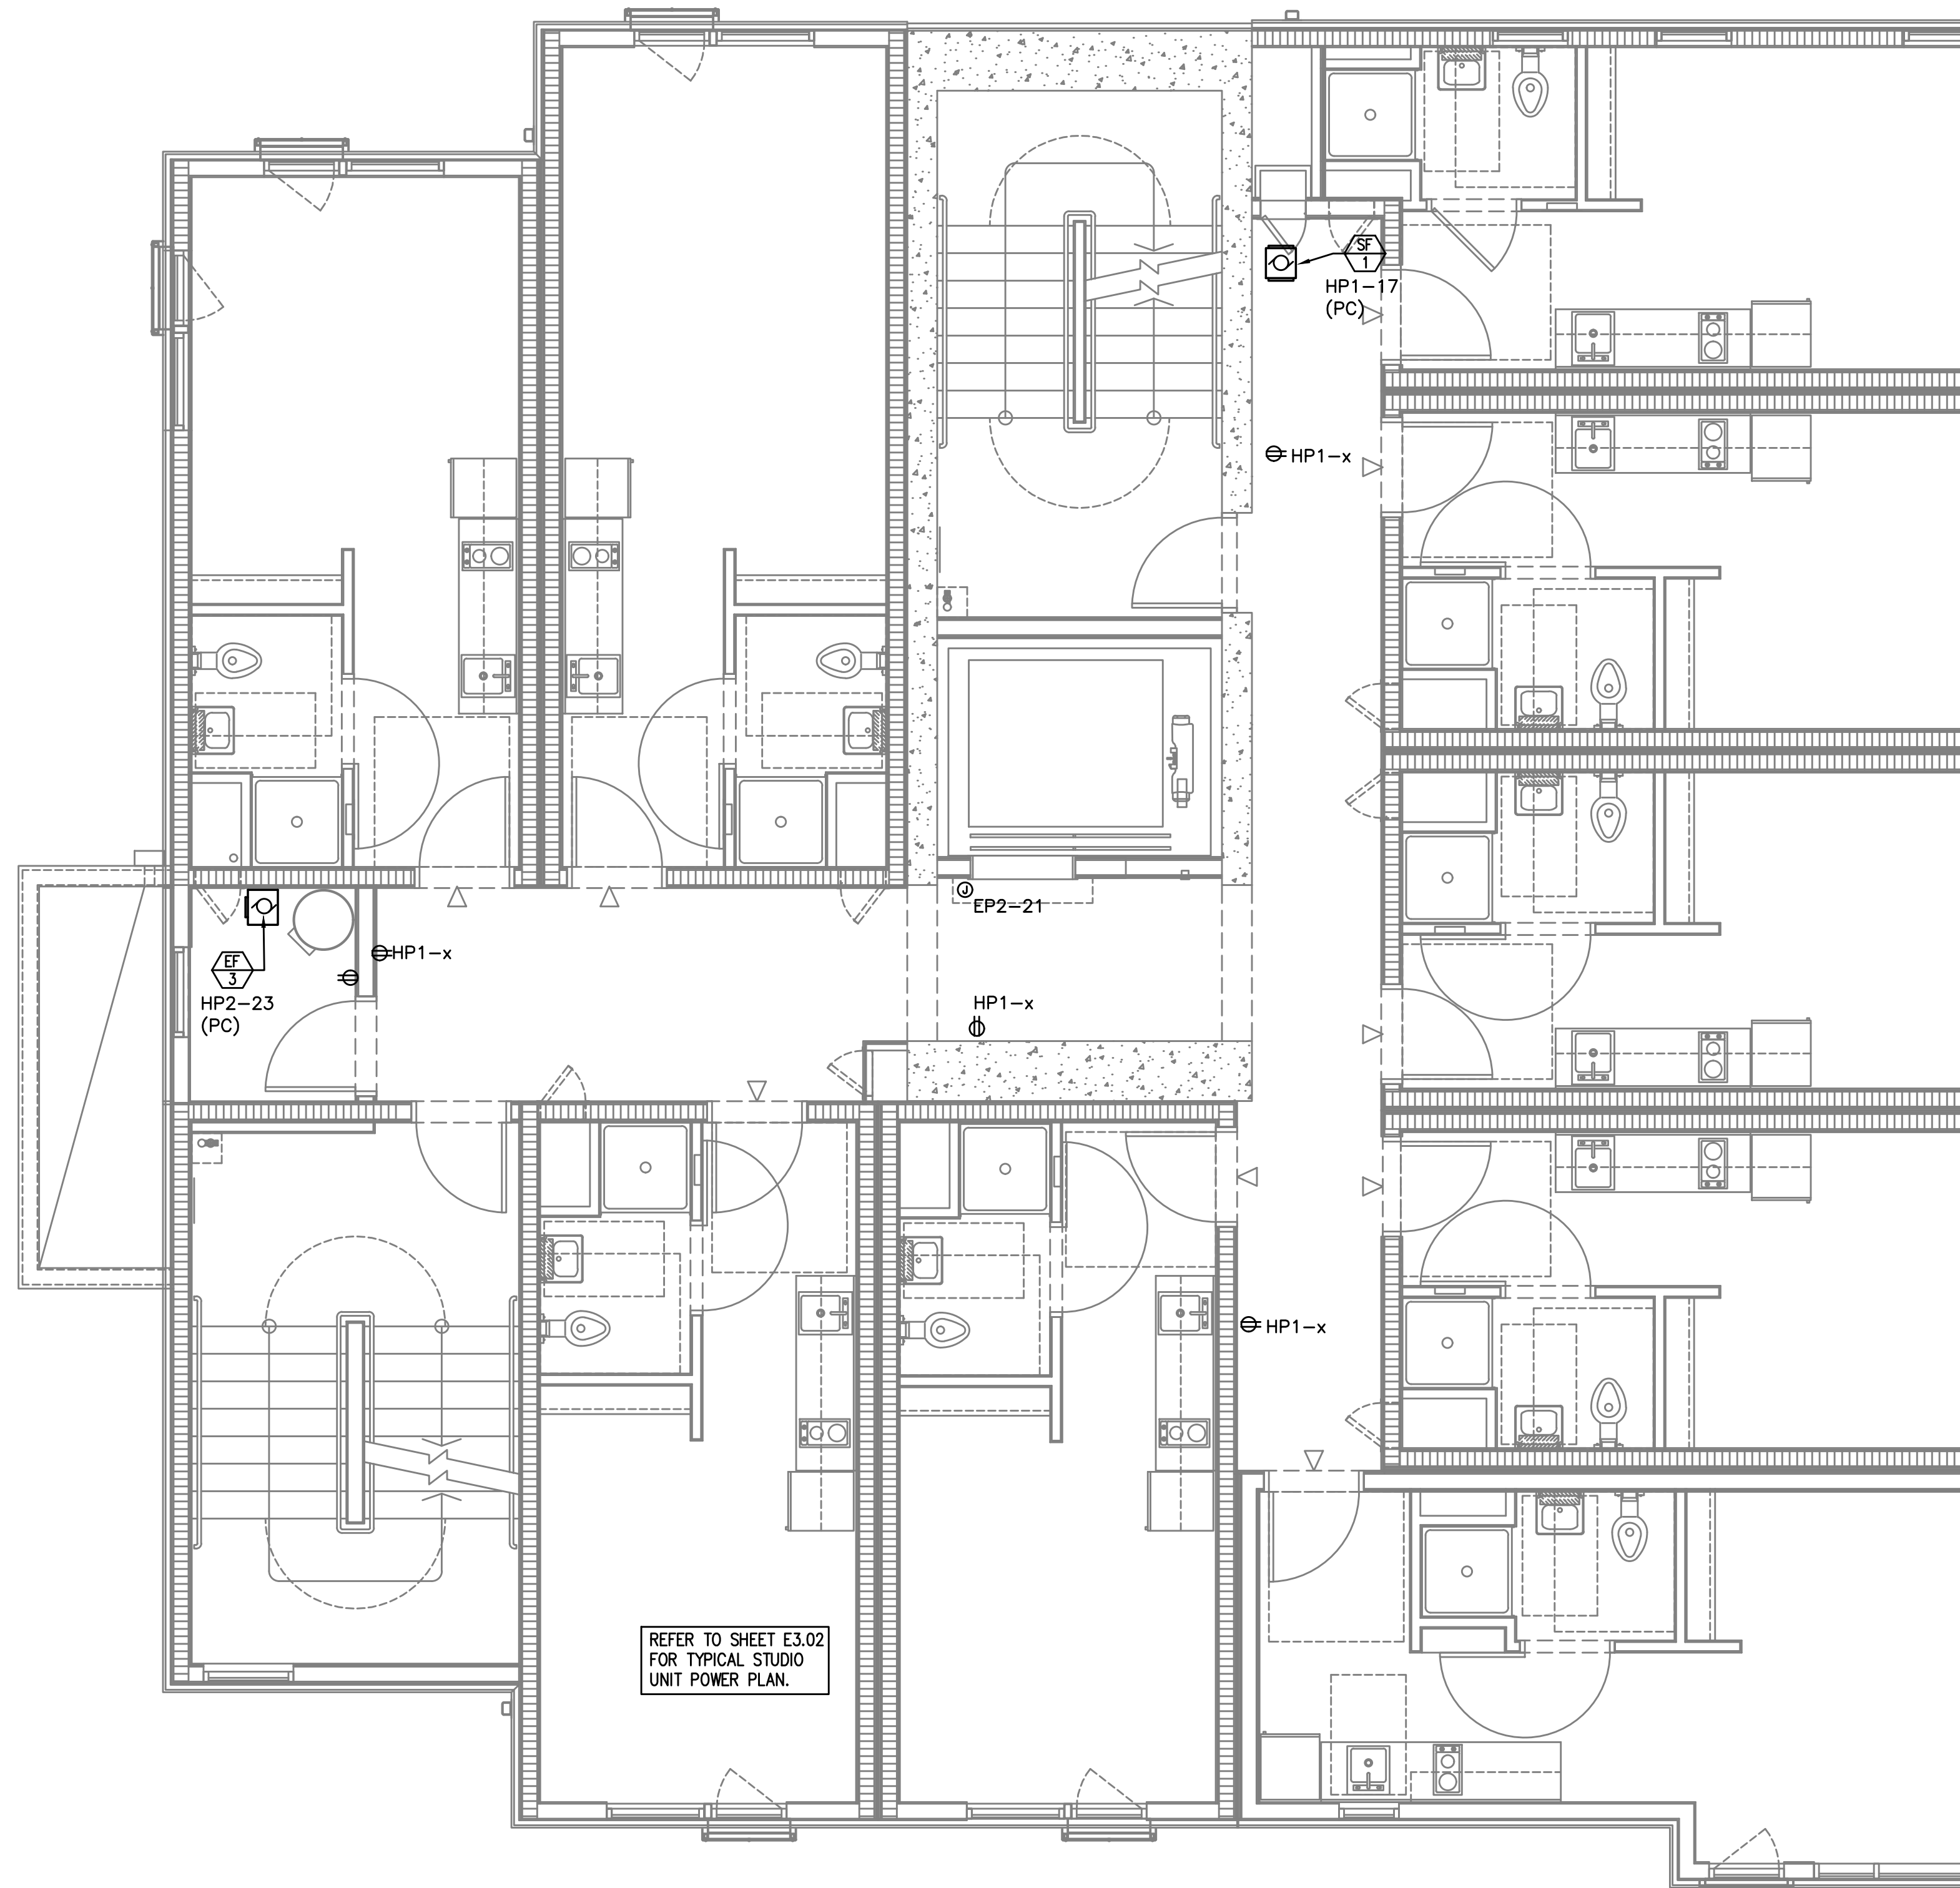 SF
1
HP1-17
(PC)
HP1-x
J
EP2-21
HP1-x
EF
3
HP2-23
(PC)
HP1-x
HP1-x
REFER TO SHEET E3.02
FOR TYPICAL STUDIO
UNIT POWER PLAN.